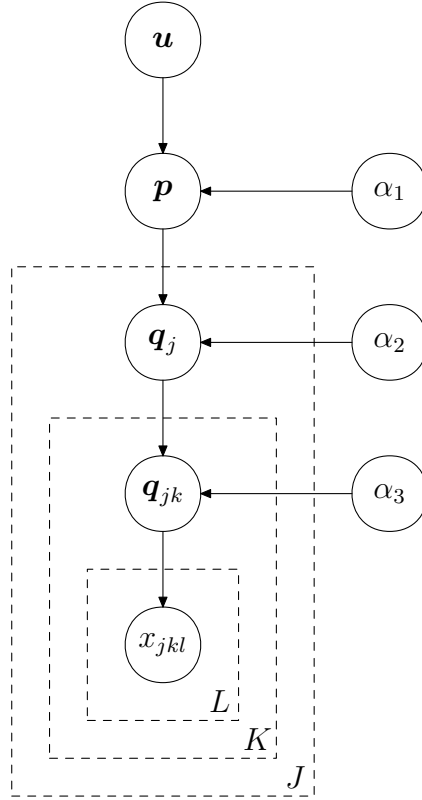 u
p α₁
q_j α₂
q_jk α₃
x_jkl
L
K
J